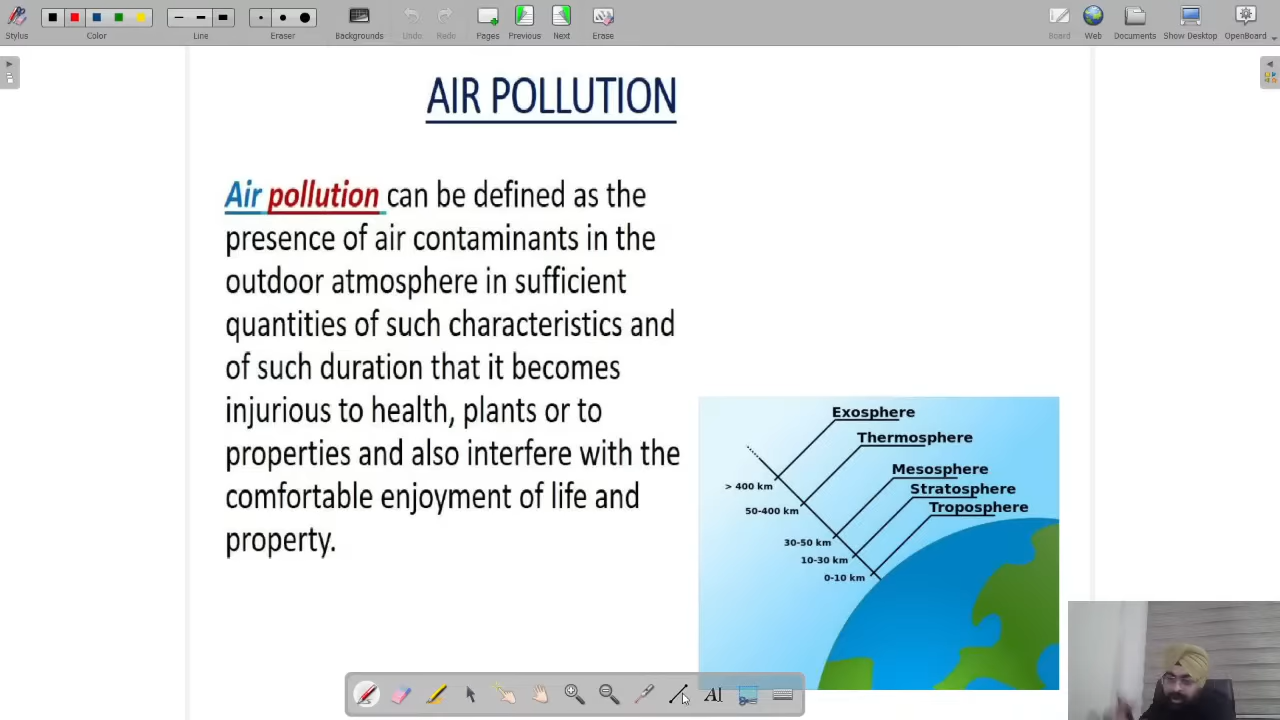 Stylus
Color
Line
Eraser
Backgrounds
Undo
Redo
Pages
Previous
Next
Erase
Board
Web
Documents
Show Desktop
OpenBoard
AIR POLLUTION
Air pollution can be defined as the
presence of air contaminants in the
outdoor atmosphere in sufficient
quantities of such characteristics and
of such duration that it becomes
injurious to health, plants or to
properties and also interfere with the
comfortable enjoyment of life and
property.
Exosphere
Thermosphere
Mesosphere
Stratosphere
Troposphere
> 400 km
50-400 km
30-50 km
10-30 km
0-10 km
AI